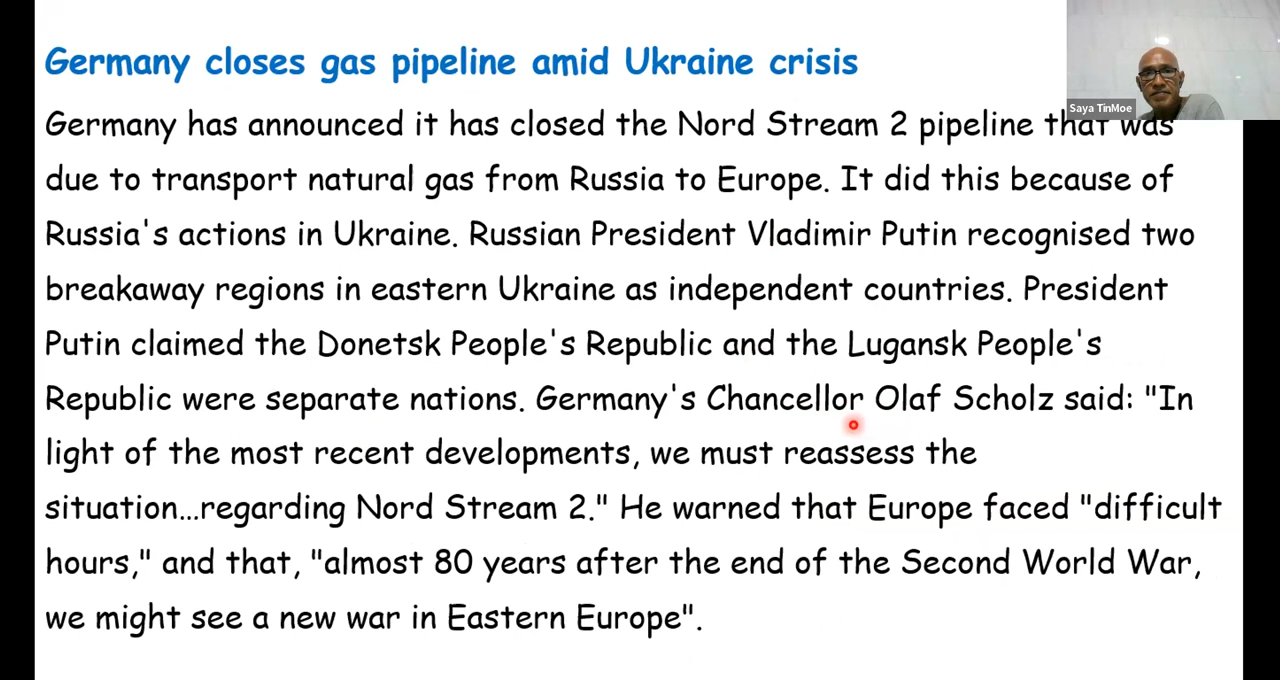 Germany closes gas pipeline amid Ukraine crisis
Saya TinMoe
Germany has announced it has closed the Nord Stream 2 pipeline that was
due to transport natural gas from Russia to Europe. It did this because of
Russia's actions in Ukraine. Russian President Vladimir Putin recognised two
breakaway regions in eastern Ukraine as independent countries. President
Putin claimed the Donetsk People's Republic and the Lugansk People's
Republic were separate nations. Germany's Chancellor Olaf Scholz said: "In
light of the most recent developments, we must reassess the
situation...regarding Nord Stream 2." He warned that Europe faced "difficult
hours," and that, "almost 80 years after the end of the Second World War,
we might see a new war in Eastern Europe".